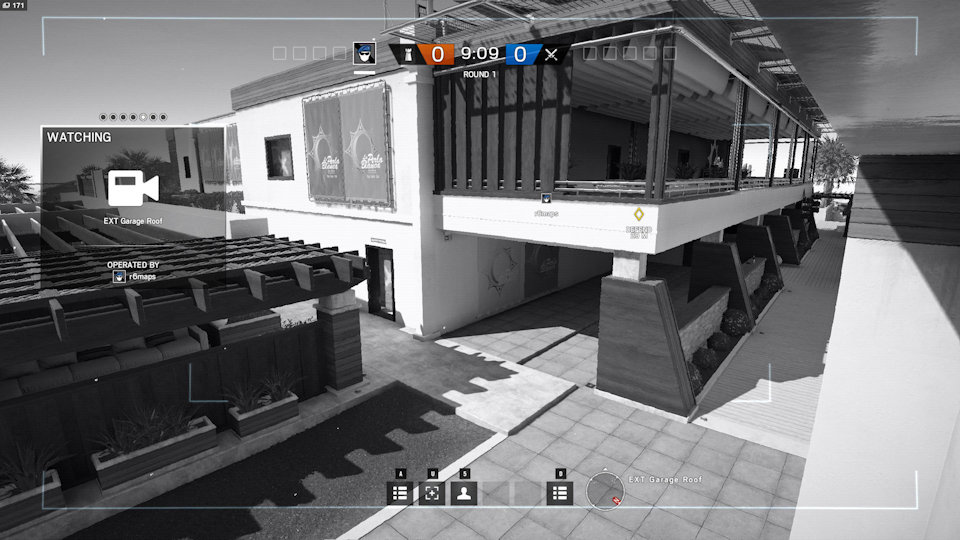 171
0 9:09 0
ROUND 1
WATCHING
EXT Garage Roof
OPERATED BY
r6maps
r6maps
DEFEND
A U 5 D
EXT Garage Roof